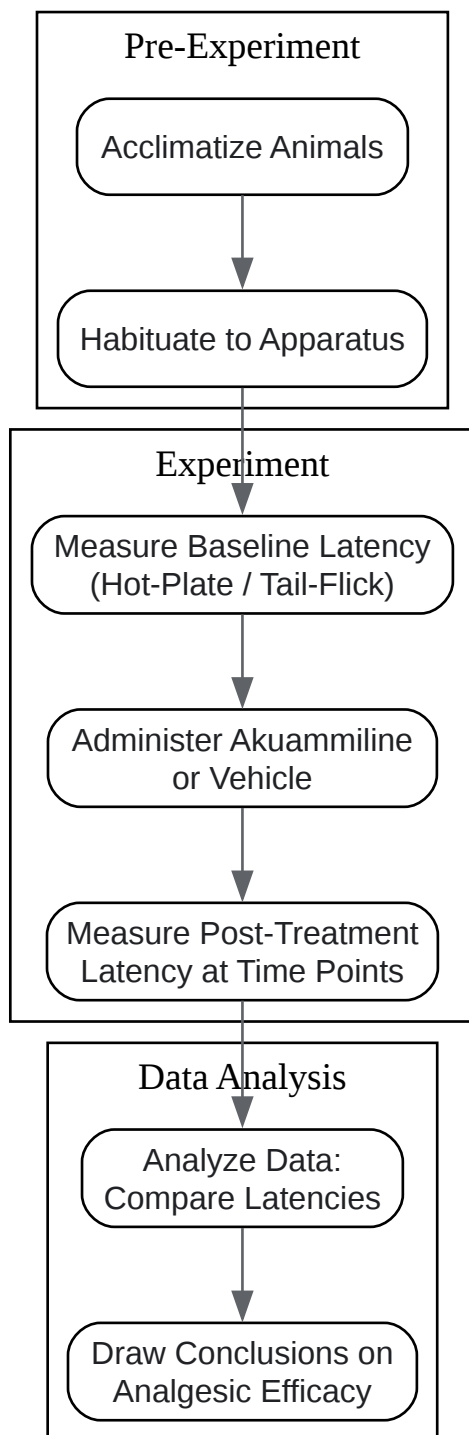 Pre-Experiment
Acclimatize Animals
Habituate to Apparatus
Experiment
Measure Baseline Latency
(Hot-Plate / Tail-Flick)
Administer Akuammiline
or Vehicle
Measure Post-Treatment
Latency at Time Points
Data Analysis
Analyze Data:
Compare Latencies
Draw Conclusions on
Analgesic Efficacy